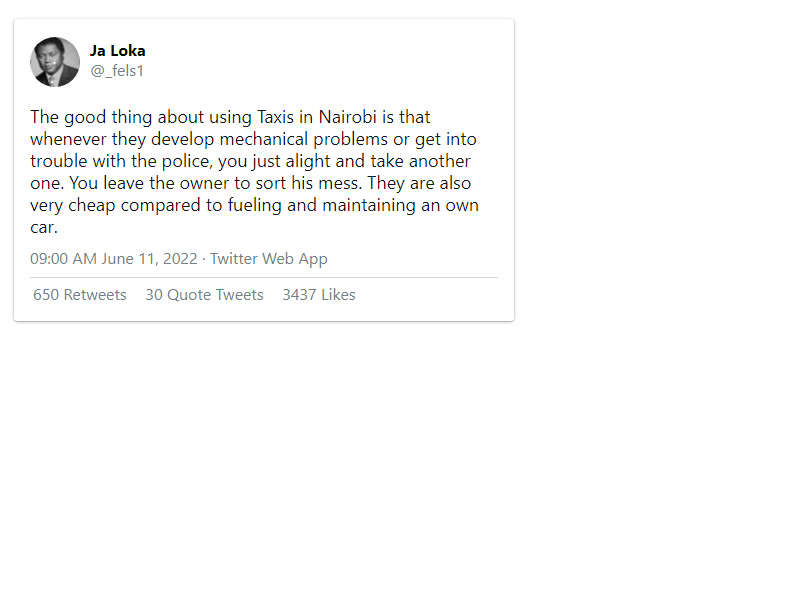 Ja Loka
@_fels1
The good thing about using Taxis in Nairobi is that
whenever they develop mechanical problems or get into
trouble with the police, you just alight and take another
one. You leave the owner to sort his mess. They are also
very cheap compared to fueling and maintaining an own
car.
09:00 AM June 11, 2022 · Twitter Web App
650 Retweets 30 Quote Tweets 3437 Likes